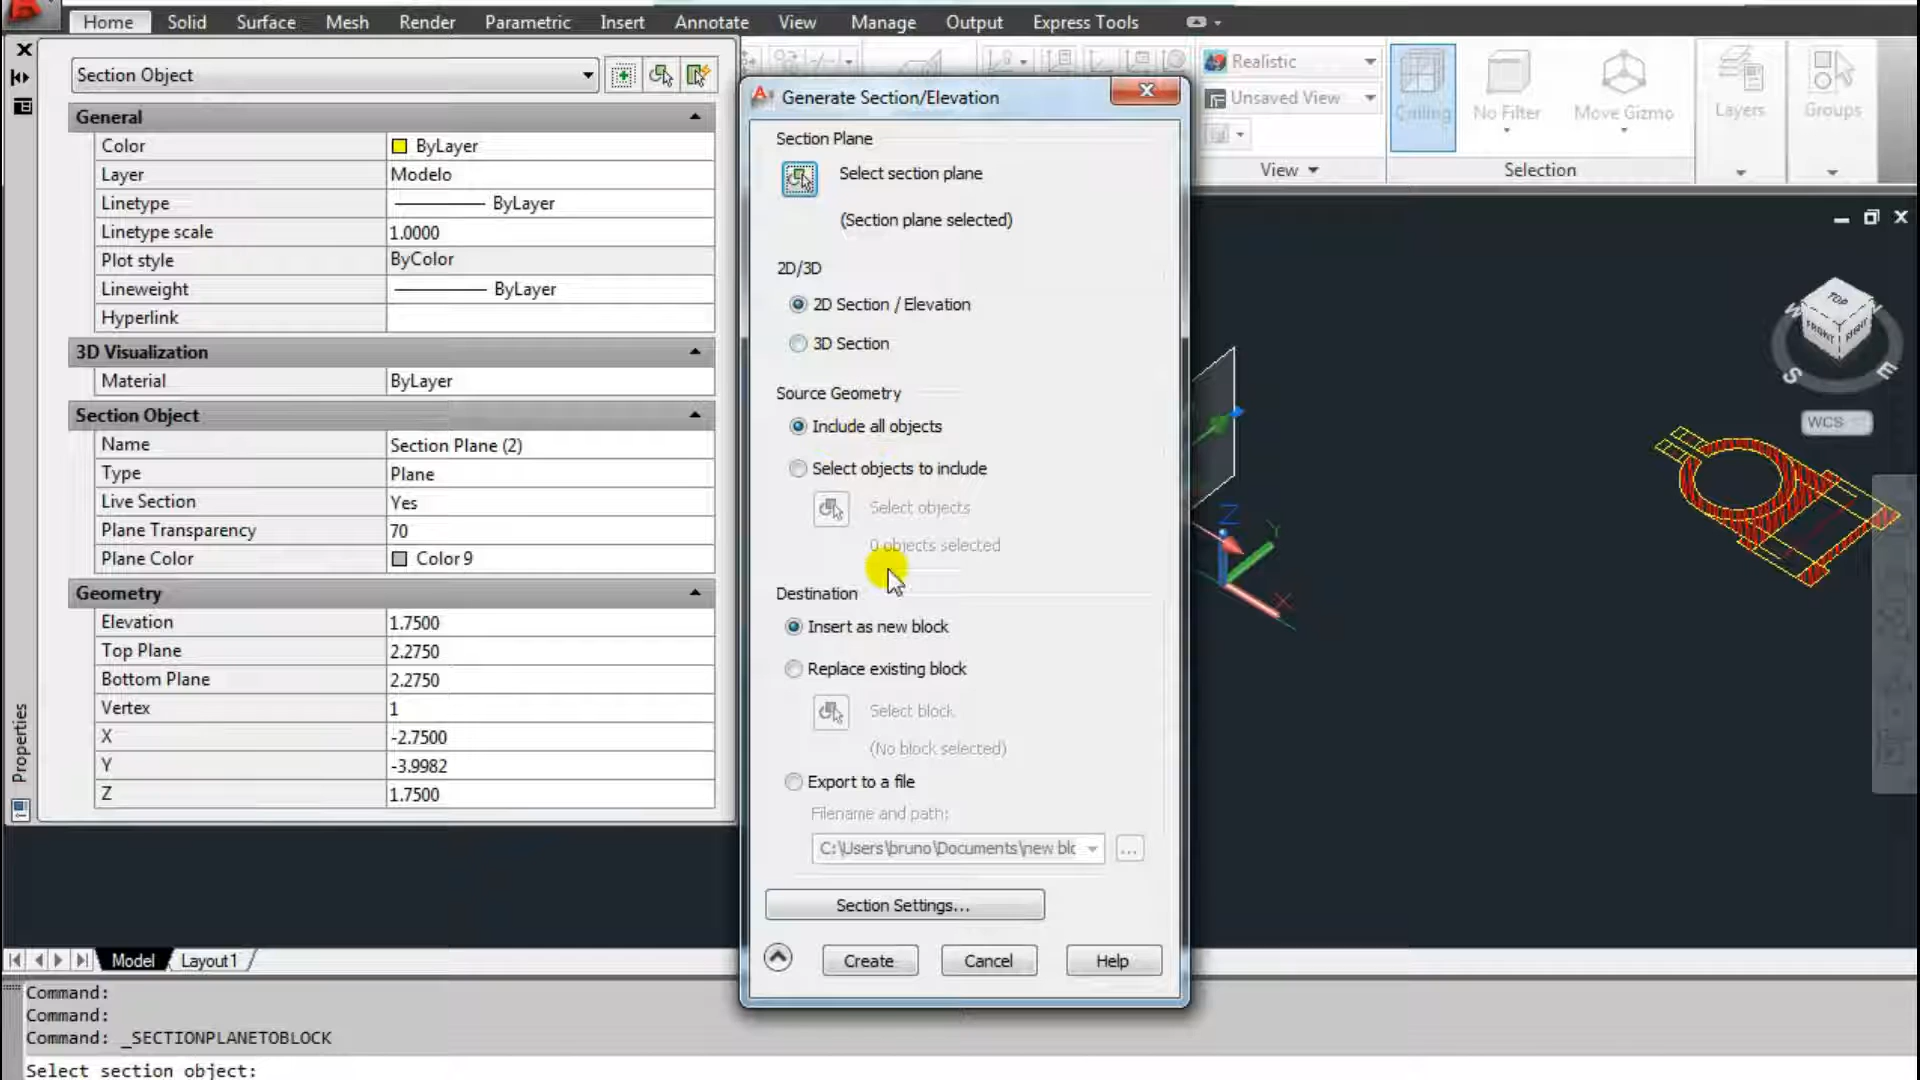 Home Solid Surface Mesh Render Parametric Insert Annotate View Manage Output Express Tools
Section Object
General
Color ByLayer
Layer Modelo
Linetype ByLayer
Linetype scale 1.0000
Plot style ByColor
Lineweight ByLayer
Hyperlink
3D Visualization
Material ByLayer
Section Object
Name Section Plane (2)
Type Plane
Live Section Yes
Plane Transparency 70
Plane Color Color 9
Geometry
Elevation 1.7500
Top Plane 2.2750
Bottom Plane 2.2750
Vertex 1
X -2.7500
Y -3.9982
Z 1.7500
Properties
Generate Section/Elevation
Section Plane
Select section plane
(Section plane selected)
2D/3D
2D Section / Elevation
3D Section
Source Geometry
Include all objects
Select objects to include
Select objects
0 objects selected
Destination
Insert as new block
Replace existing block
Select block
(No block selected)
Export to a file
Filename and path:
C:\Users\bruno\Documents\new blo
...
Section Settings...
Create Cancel Help
Realistic
Unsaved View
View
Culling
No Filter
Move Gizmo
Selection
Layers
Groups
TOP
FRONT RIGHT
W
S E
WCS
Z
Y
X
Model Layout1
Command:
Command:
Command: _SECTIONPLANETOBLOCK
Select section object: